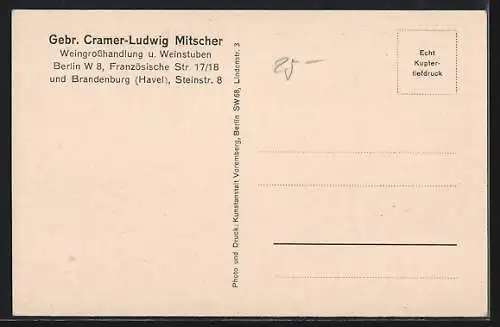 Gebr. Cramer-Ludwig Mitscher
Weingroßhandlung u. Weinstuben
Berlin W 8, Französische Str. 17/18
und Brandenburg (Havel), Steinstr. 8
Photo und Druck: Kunstanstalt Voremberg, Berlin SW 68, Lindenstr. 3
25 –
Echt
Kupfer-
tiefdruck